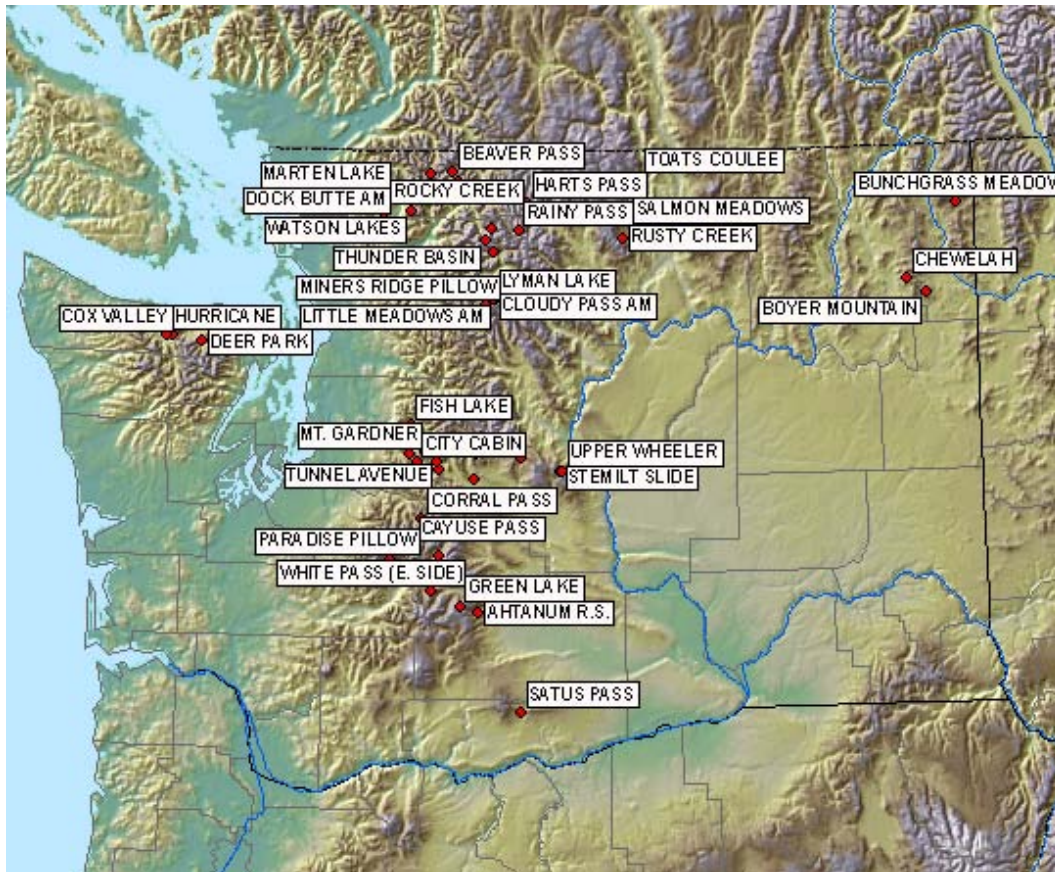 BEAVER PASS
TOATS COULEE
MARTEN LAKE
ROCKY CREEK
HARTS PASS
BUNCHGRASS MEADOW
DOCK BUTTE AM
RAINY PASS
SALMON MEADOWS
WATSON LAKES
RUSTY CREEK
THUNDER BASIN
CHEWELAH
MINERS RIDGE PILLOW
LYMAN LAKE
CLOUDY PASS AM
BOYER MOUNTAIN
COX VALLEY
HURRICANE
LITTLE MEADOWS AM
DEER PARK
FISH LAKE
MT. GARDNER
CITY CABIN
UPPER WHEELER
TUNNEL AVENUE
STEMILT SLIDE
CORRAL PASS
CAYUSE PASS
PARADISE PILLOW
WHITE PASS (E. SIDE)
GREEN LAKE
AHTANUM R.S.
SATUS PASS